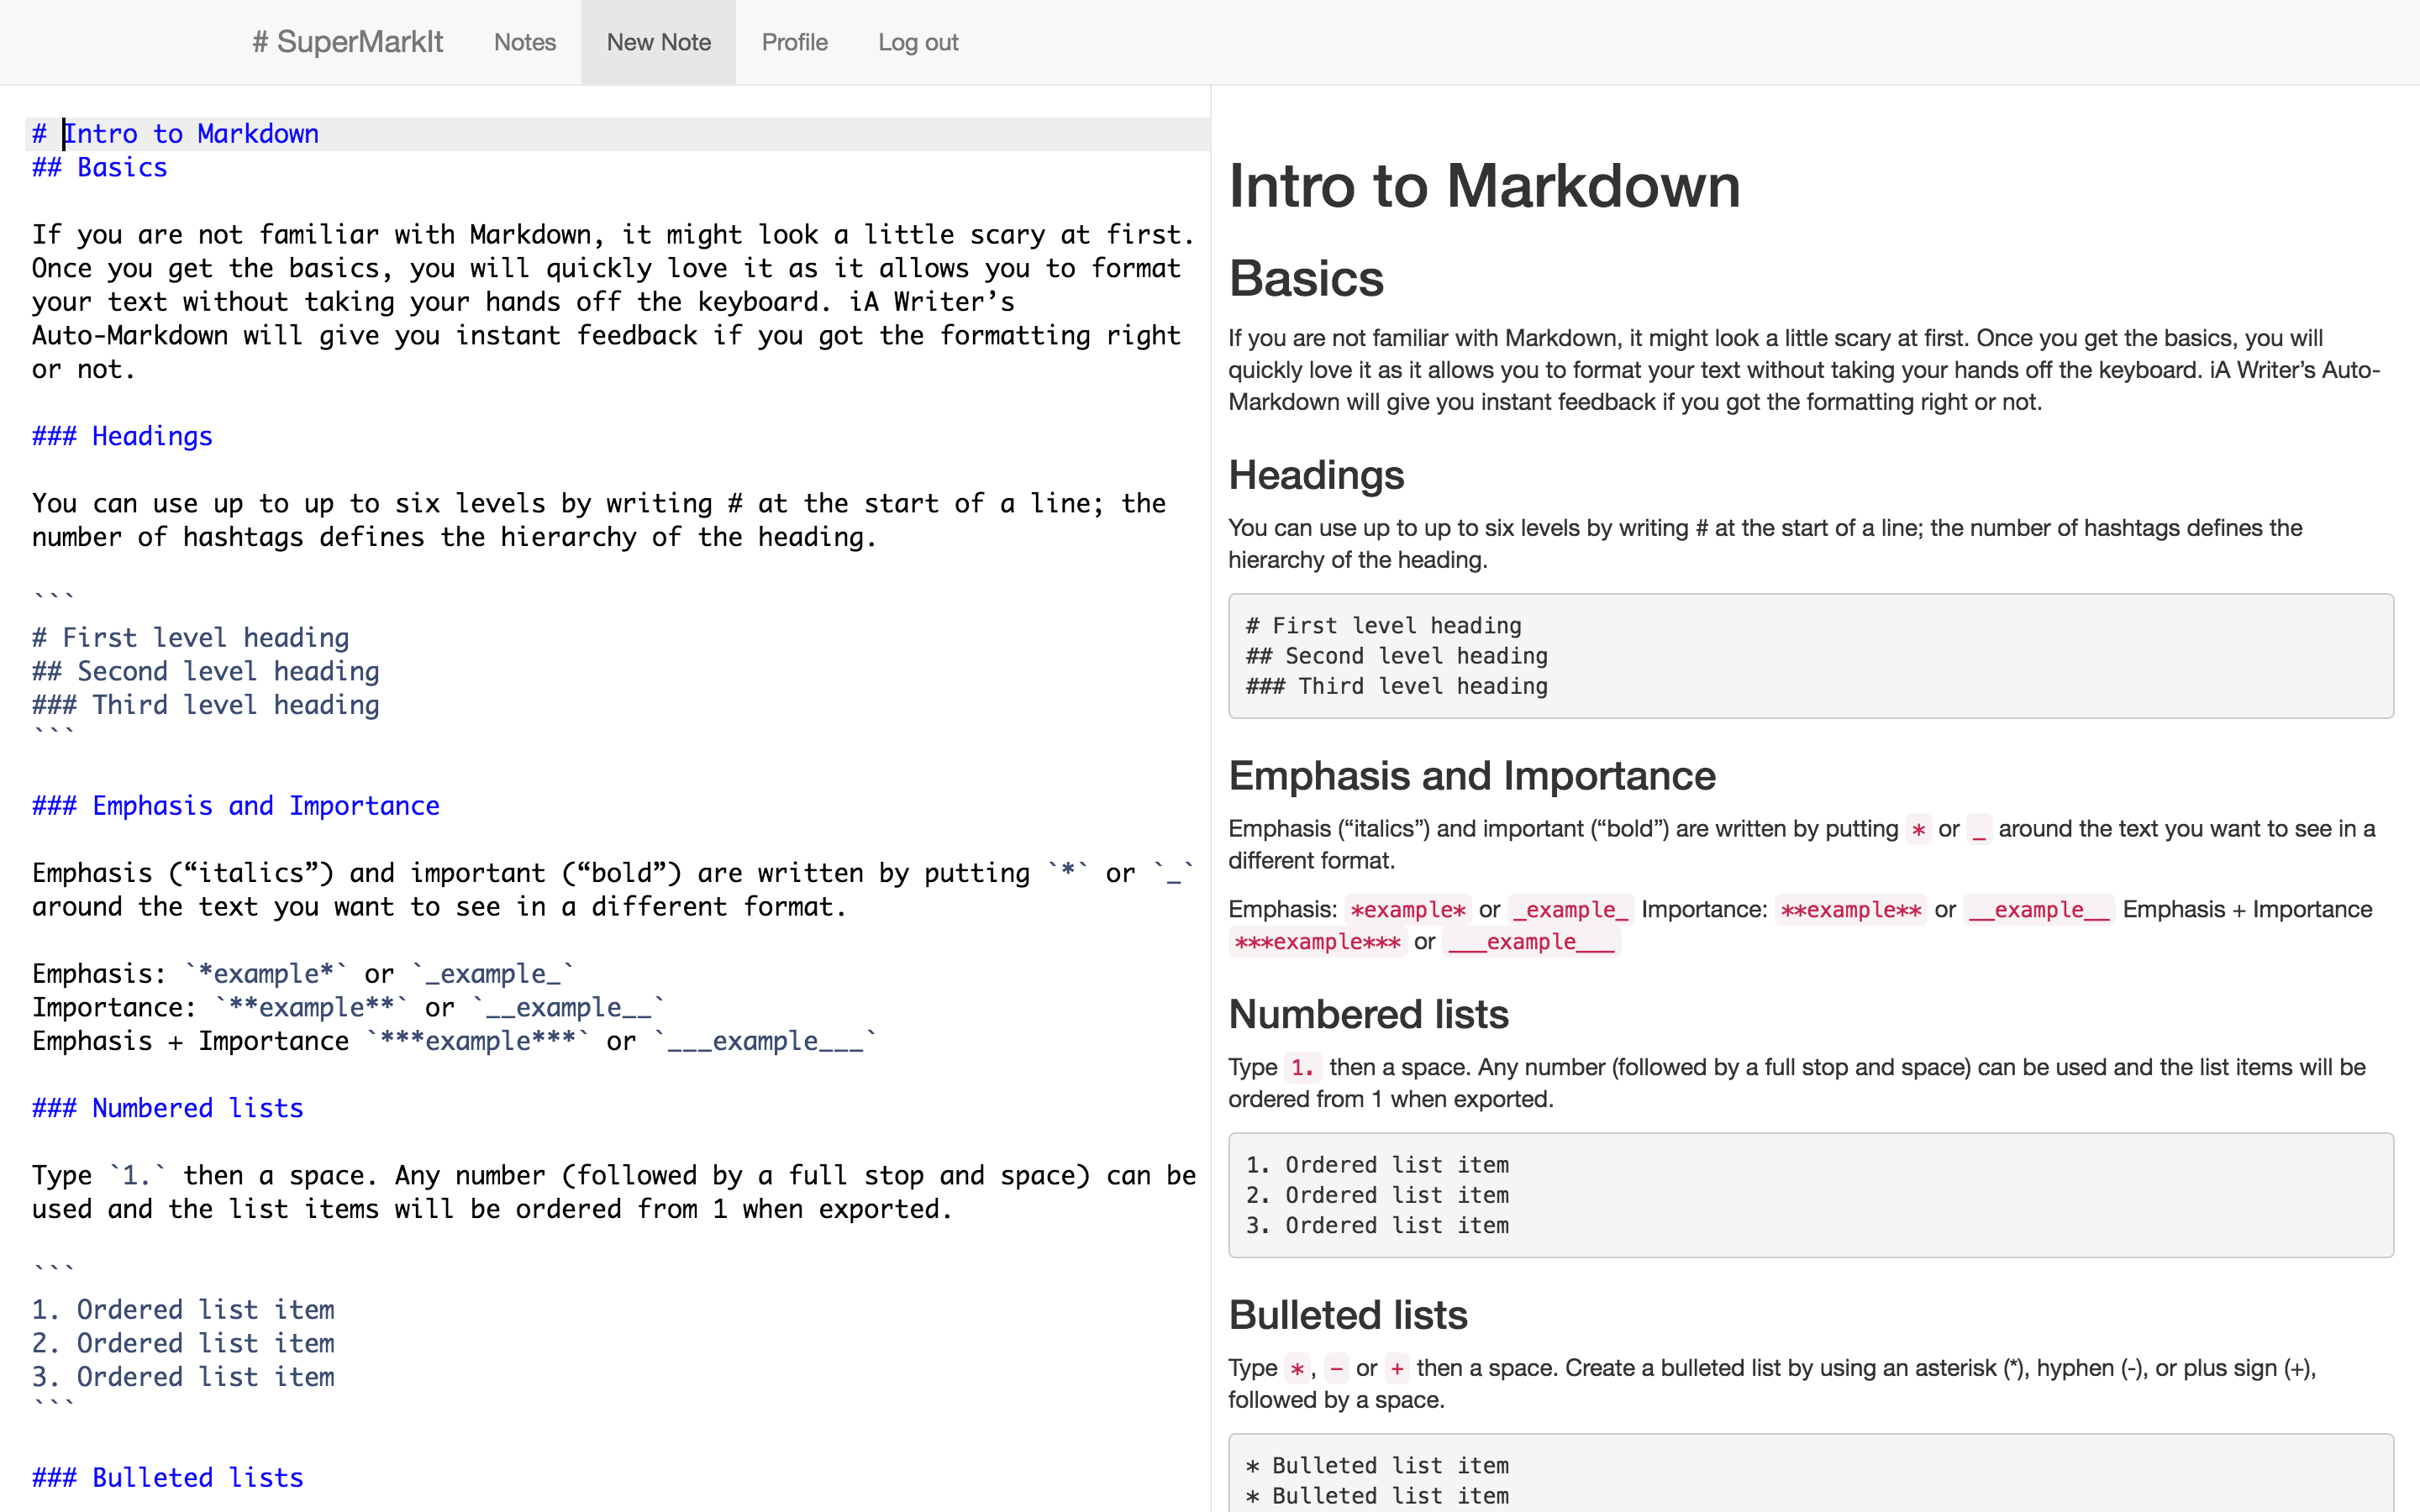 # SuperMarkIt Notes New Note Profile Log out
# Intro to Markdown
## Basics

If you are not familiar with Markdown, it might look a little scary at first.
Once you get the basics, you will quickly love it as it allows you to format
your text without taking your hands off the keyboard. iA Writer’s
Auto-Markdown will give you instant feedback if you got the formatting right
or not.

### Headings

You can use up to up to six levels by writing # at the start of a line; the
number of hashtags defines the hierarchy of the heading.

```
# First level heading
## Second level heading
### Third level heading
```

### Emphasis and Importance

Emphasis (“italics”) and important (“bold”) are written by putting `*` or `_`
around the text you want to see in a different format.

Emphasis: `*example*` or `_example_`
Importance: `**example**` or `__example__`
Emphasis + Importance `***example***` or `___example___`

### Numbered lists

Type `1.` then a space. Any number (followed by a full stop and space) can be
used and the list items will be ordered from 1 when exported.

```
1. Ordered list item
2. Ordered list item
3. Ordered list item
```

### Bulleted lists
Intro to Markdown
Basics
If you are not familiar with Markdown, it might look a little scary at first. Once you get the basics, you will
quickly love it as it allows you to format your text without taking your hands off the keyboard. iA Writer’s Auto-
Markdown will give you instant feedback if you got the formatting right or not.
Headings
You can use up to up to six levels by writing # at the start of a line; the number of hashtags defines the
hierarchy of the heading.
# First level heading
## Second level heading
### Third level heading
Emphasis and Importance
Emphasis (“italics”) and important (“bold”) are written by putting * or _ around the text you want to see in a
different format.
Emphasis: *example* or _example_ Importance: **example** or __example__ Emphasis + Importance
***example*** or ___example___
Numbered lists
Type 1. then a space. Any number (followed by a full stop and space) can be used and the list items will be
ordered from 1 when exported.
1. Ordered list item
2. Ordered list item
3. Ordered list item
Bulleted lists
Type *, - or + then a space. Create a bulleted list by using an asterisk (*), hyphen (-), or plus sign (+),
followed by a space.
* Bulleted list item
* Bulleted list item